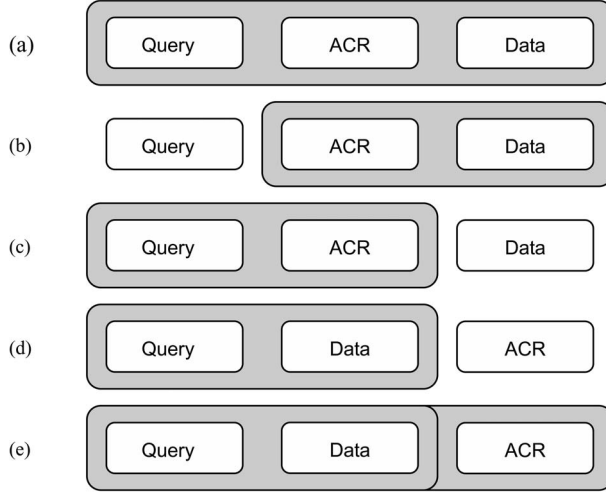 (a) Query ACR Data
(b) Query ACR Data
(c) Query ACR Data
(d) Query Data ACR
(e) Query Data ACR